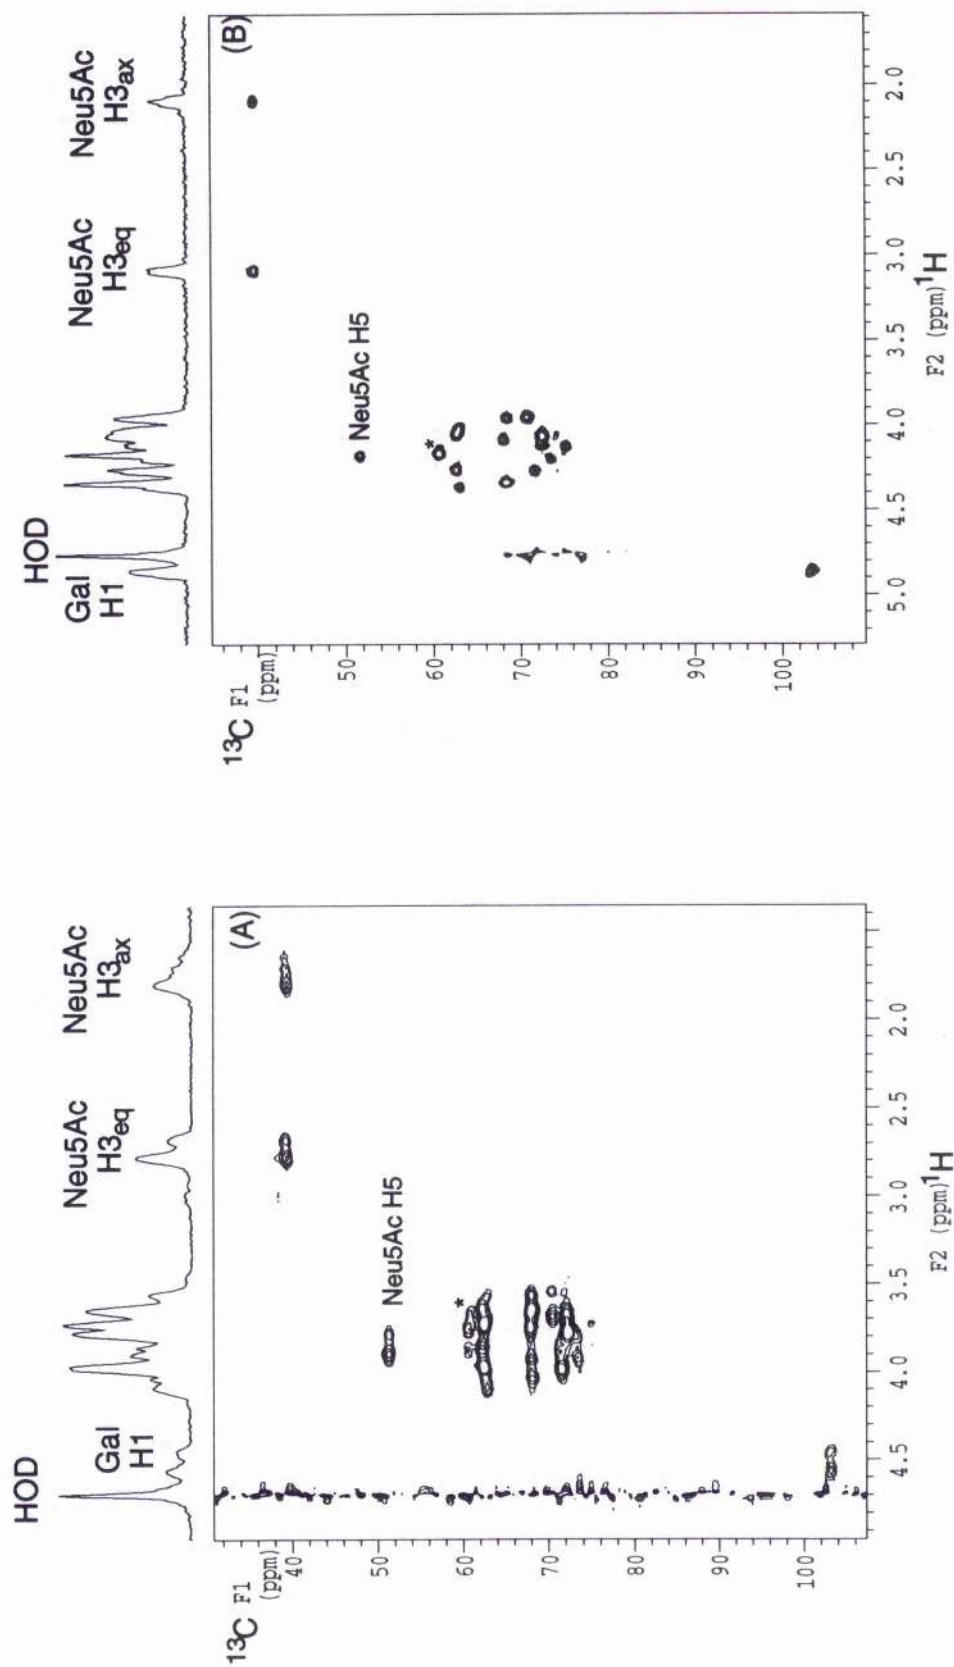 HOD
Gal
H1
Neu5Ac
H3eq
Neu5Ac
H3ax
(A)
Neu5Ac H5
*
13C F1
(ppm)
40
50
60
70
80
90
100
4.5
4.0
3.5
3.0
2.5
2.0
F2 (ppm) 1H
HOD
Gal
H1
Neu5Ac
H3eq
Neu5Ac
H3ax
(B)
Neu5Ac H5
*
13C F1
(ppm)
50
60
70
80
90
100
5.0
4.5
4.0
3.5
3.0
2.5
2.0
F2 (ppm) 1H